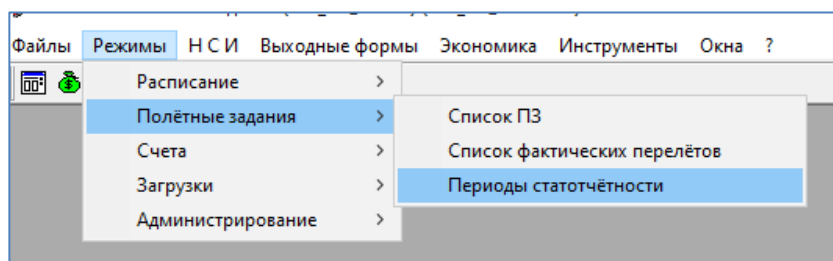 Файлы Режимы Н С И Выходные формы Экономика Инструменты Окна ?
Расписание >
Полётные задания > Список ПЗ
Счета > Список фактических перелётов
Загрузки > Периоды статотчётности
Администрирование >